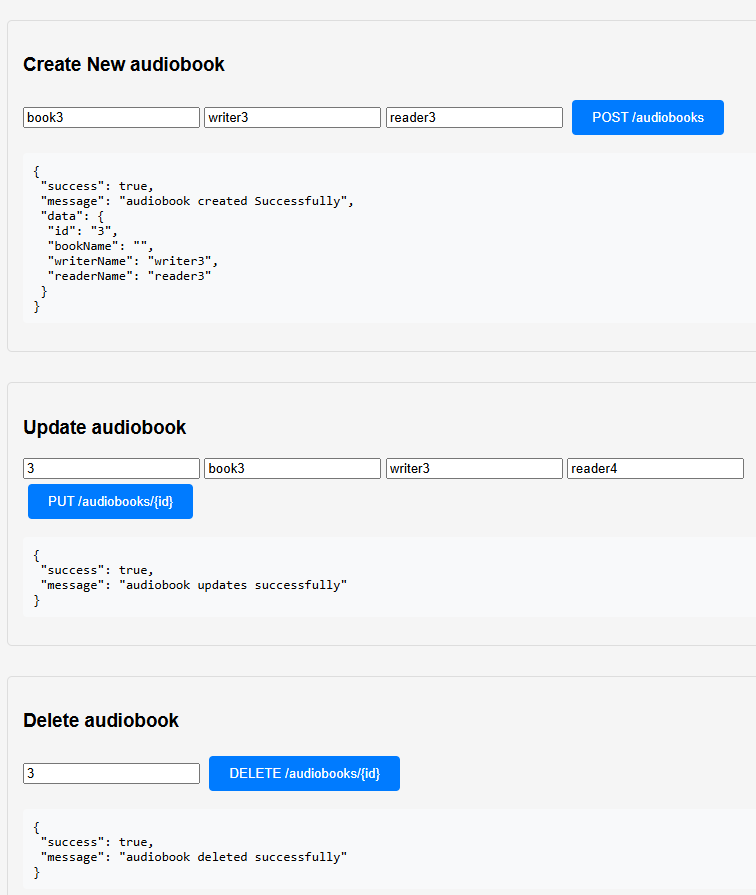 Create New audiobook
book3 writer3 reader3 POST /audiobooks
{
"success": true,
"message": "audiobook created Successfully",
"data": {
"id": "3",
"bookName": "",
"writerName": "writer3",
"readerName": "reader3"
}
}
Update audiobook
3 book3 writer3 reader4
PUT /audiobooks/{id}
{
"success": true,
"message": "audiobook updates successfully"
}
Delete audiobook
3 DELETE /audiobooks/{id}
{
"success": true,
"message": "audiobook deleted successfully"
}